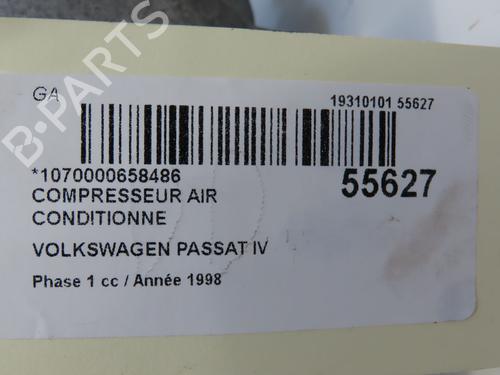 GA
19310101 55627
*1070000658486
55627
COMPRESSEUR AIR
CONDITIONNE
VOLKSWAGEN PASSAT IV
Phase 1 cc / Année 1998
B-PARTS